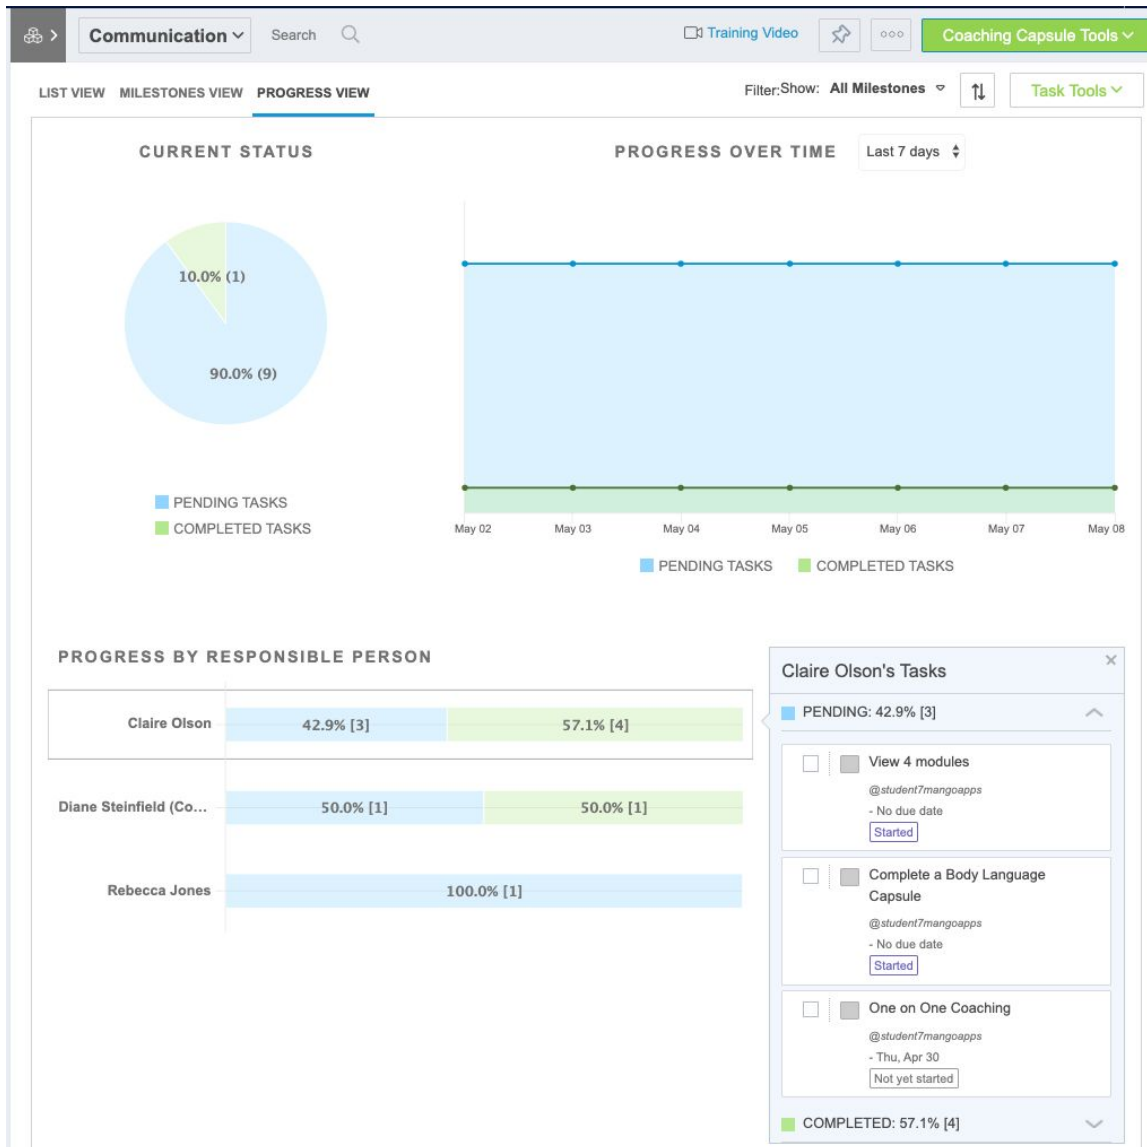 Communication
Search
Training Video
ooo
Coaching Capsule Tools
LIST VIEW MILESTONES VIEW PROGRESS VIEW
Filter:Show: All Milestones
Task Tools
CURRENT STATUS
10.0% (1)
90.0% (9)
PENDING TASKS
COMPLETED TASKS
PROGRESS OVER TIME
Last 7 days
May 02 May 03 May 04 May 05 May 06 May 07 May 08
PENDING TASKS COMPLETED TASKS
PROGRESS BY RESPONSIBLE PERSON
Claire Olson 42.9% [3] 57.1% [4]
Diane Steinfield (Co... 50.0% [1] 50.0% [1]
Rebecca Jones 100.0% [1]
Claire Olson's Tasks
PENDING: 42.9% [3]
View 4 modules
@student7mangoapps
- No due date
Started
Complete a Body Language
Capsule
@student7mangoapps
- No due date
Started
One on One Coaching
@student7mangoapps
- Thu, Apr 30
Not yet started
COMPLETED: 57.1% [4]